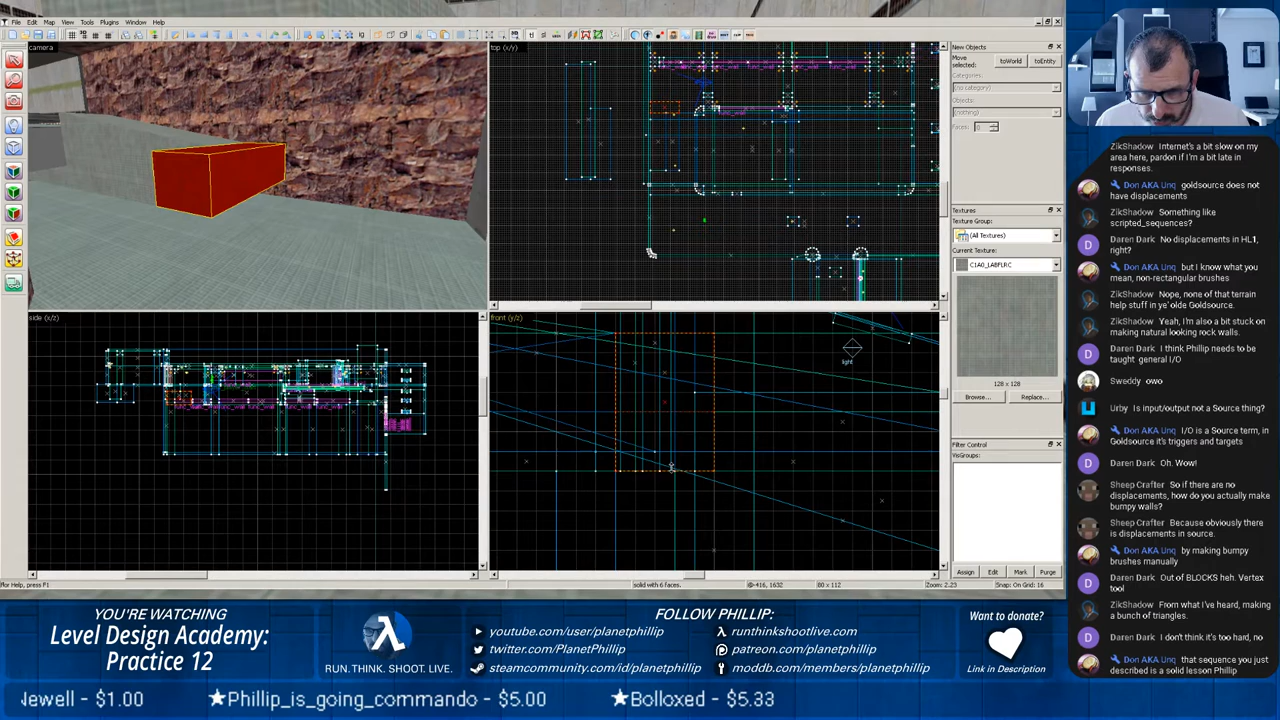 File Edit Map View Tools Plugins Window Help
camera
top (x/y)
side (x/z)
front (y/z)
light
New Objects
Move selected:
toWorld
toEntity
Categories:
(no category)
Objects:
(nothing)
Faces:
0
Textures
Texture Group:
(All Textures)
Current Texture:
C1A0_LABFLRC
128 x 128
Browse...
Replace...
Filter Control
VisGroups:
Assign
Edit
Mark
Purge
For Help, press F1
solid with 6 faces.
@-416, 1632
80 x 112
Zoom: 2.23
Snap: On Grid: 16
ZikShadow Internet's a bit slow on my
area here, pardon if I'm a bit late in
responses.
Don AKA Unq goldsource does not
have displacements
ZikShadow Something like
scripted_sequences?
Daren Dark No displacements in HL1,
right?
Don AKA Unq but I know what you
mean, non-rectangular brushes
ZikShadow Nope, none of that terrain
help stuff in ye'olde Goldsource.
ZikShadow Yeah, I'm also a bit stuck on
making natural looking rock walls.
Daren Dark I think Phillip needs to be
taught general I/O
Sweddy owo
Urby Is input/output not a Source thing?
Don AKA Unq I/O is a Source term, in
Goldsource it's triggers and targets
Daren Dark Oh. Wow!
Sheep Crafter So if there are no
displacements, how do you actually make
bumpy walls?
Sheep Crafter Because obviously there
is displacements in source.
Don AKA Unq by making bumpy
brushes manually
Daren Dark Out of BLOCKS heh. Vertex
tool
ZikShadow From what I've heard, making
a bunch of triangles.
Daren Dark I don't think it's too hard, no
Don AKA Unq that sequence you just
described is a solid lesson Phillip
YOU'RE WATCHING
Level Design Academy:
Practice 12
RUN. THINK. SHOOT. LIVE.
FOLLOW PHILLIP:
youtube.com/user/planetphillip
twitter.com/PlanetPhillip
steamcommunity.com/id/planetphillip
runthinkshootlive.com
patreon.com/planetphillip
moddb.com/members/planetphillip
Want to donate?
Link in Description
Jewell - $1.00 ★Phillip_is_going_commando - $5.00 ★Bolloxed - $5.33